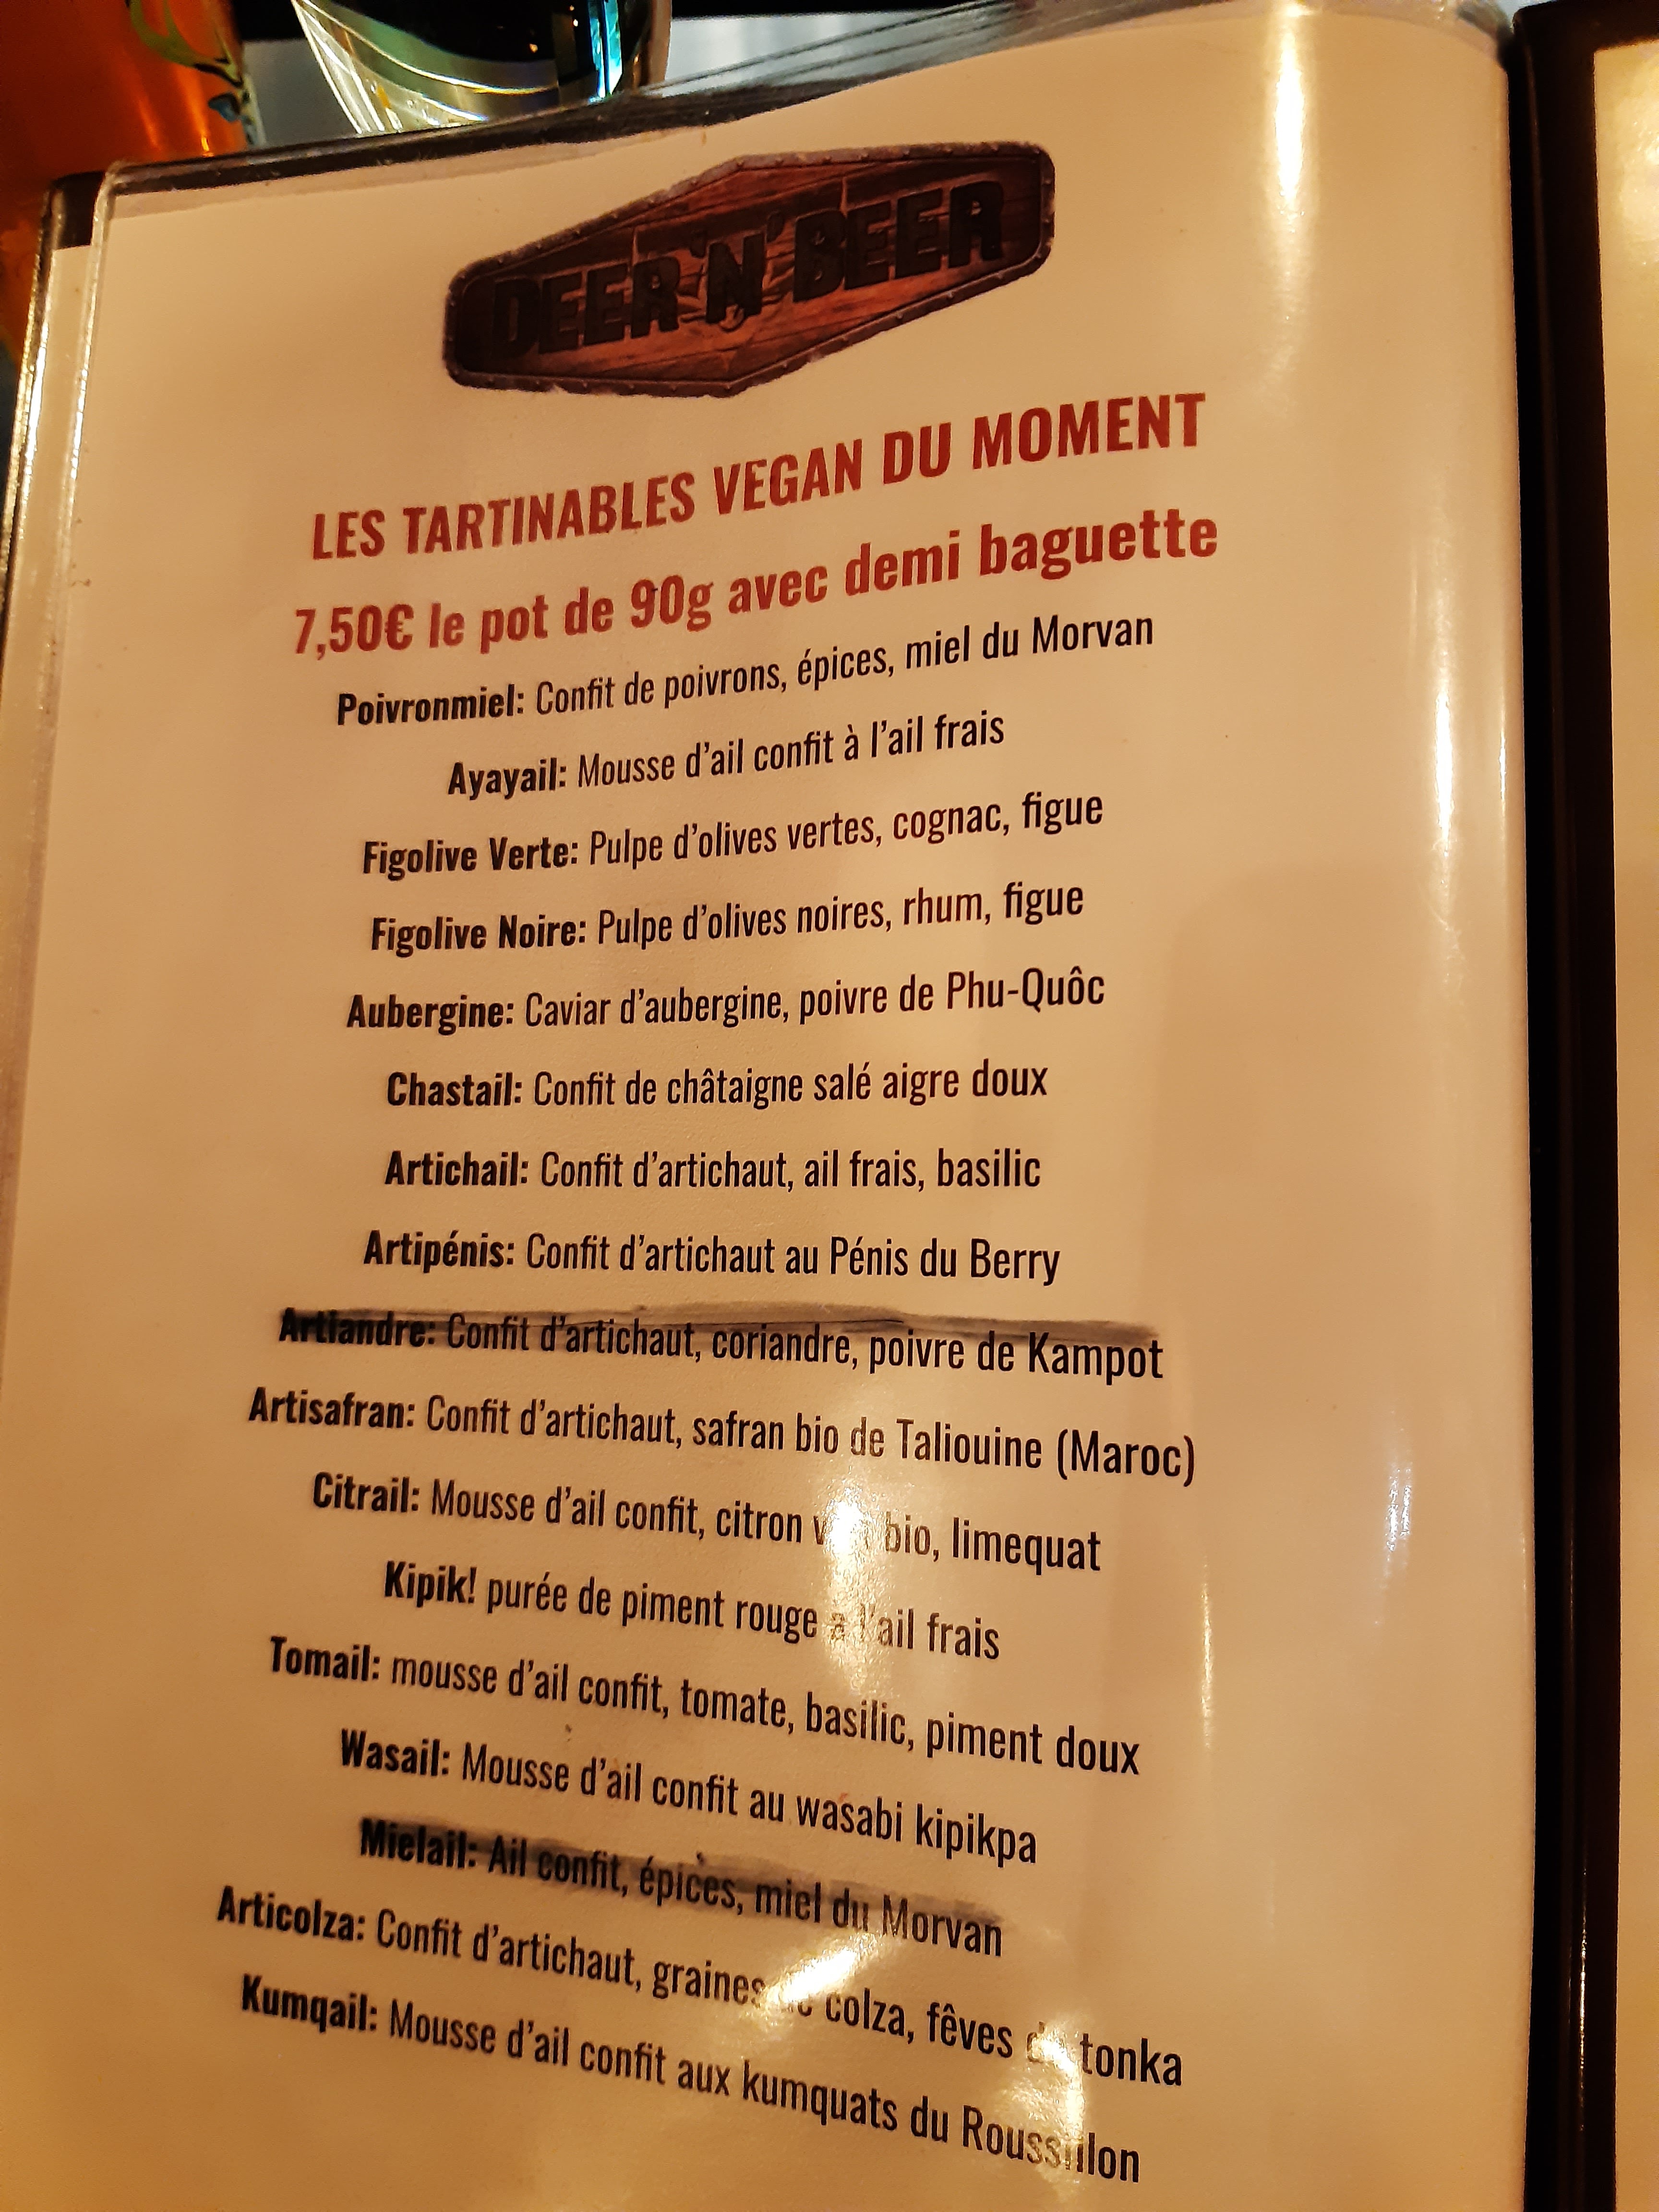 DEER 'N' BEER
LES TARTINABLES VEGAN DU MOMENT
7,50€ le pot de 90g avec demi baguette
Poivronmiel: Confit de poivrons, épices, miel du Morvan
Ayayail: Mousse d'ail confit à l'ail frais
Figolive Verte: Pulpe d'olives vertes, cognac, figue
Figolive Noire: Pulpe d'olives noires, rhum, figue
Aubergine: Caviar d'aubergine, poivre de Phu-Quôc
Chastail: Confit de châtaigne salé aigre doux
Artichail: Confit d'artichaut, ail frais, basilic
Artipénis: Confit d'artichaut au Pénis du Berry
Artiandre: Confit d'artichaut, coriandre, poivre de Kampot
Artisafran: Confit d'artichaut, safran bio de Taliouine (Maroc)
Citrail: Mousse d'ail confit, citron bio, limequat
Kipik! purée de piment rouge à l'ail frais
Tomail: mousse d'ail confit, tomate, basilic, piment doux
Wasail: Mousse d'ail confit au wasabi kipikpa
Mielail: Ail confit, épices, miel du Morvan
Articolza: Confit d'artichaut, graines de colza, fêves de tonka
Kumqail: Mousse d'ail confit aux kumquats du Roussillon